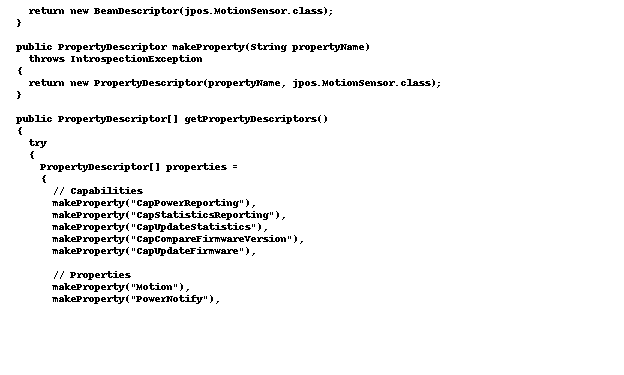 return new BeanDescriptor(jpos.MotionSensor.class);
}
public PropertyDescriptor makeProperty(String propertyName)
throws IntrospectionException
{
return new PropertyDescriptor(propertyName, jpos.MotionSensor.class);
}
public PropertyDescriptor[] getPropertyDescriptors()
{
try
{
PropertyDescriptor[] properties =
{
// Capabilities
makeProperty("CapPowerReporting"),
makeProperty("CapStatisticsReporting"),
makeProperty("CapUpdateStatistics"),
makeProperty("CapCompareFirmwareVersion"),
makeProperty("CapUpdateFirmware"),
// Properties
makeProperty("Motion"),
makeProperty("PowerNotify"),